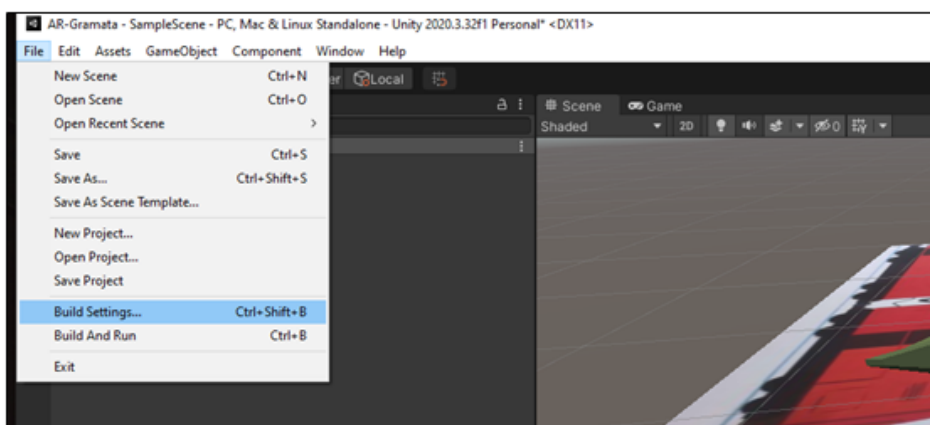 AR-Gramata - SampleScene - PC, Mac & Linux Standalone - Unity 2020.3.32f1 Personal* <DX11>
File Edit Assets GameObject Component Window Help
New Scene Ctrl+N
Local
Open Scene Ctrl+O
Scene Game
Open Recent Scene >
Shaded 2D 0
Save Ctrl+S
Save As... Ctrl+Shift+S
Save As Scene Template...
New Project...
Open Project...
Save Project
Build Settings... Ctrl+Shift+B
Build And Run Ctrl+B
Exit